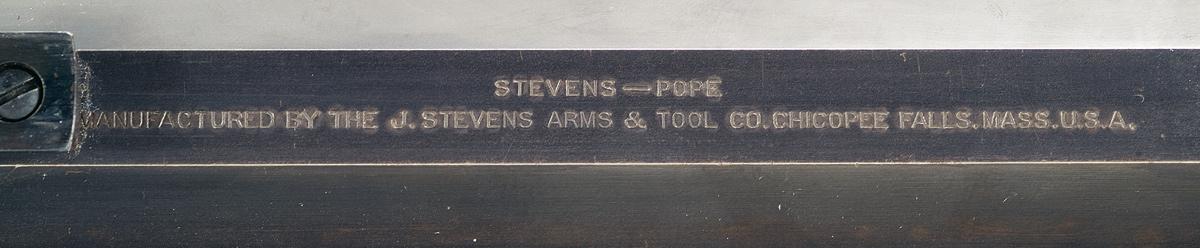 STEVENS—POPE
MANUFACTURED BY THE J. STEVENS ARMS & TOOL CO. CHICOPEE FALLS. MASS. U.S.A.